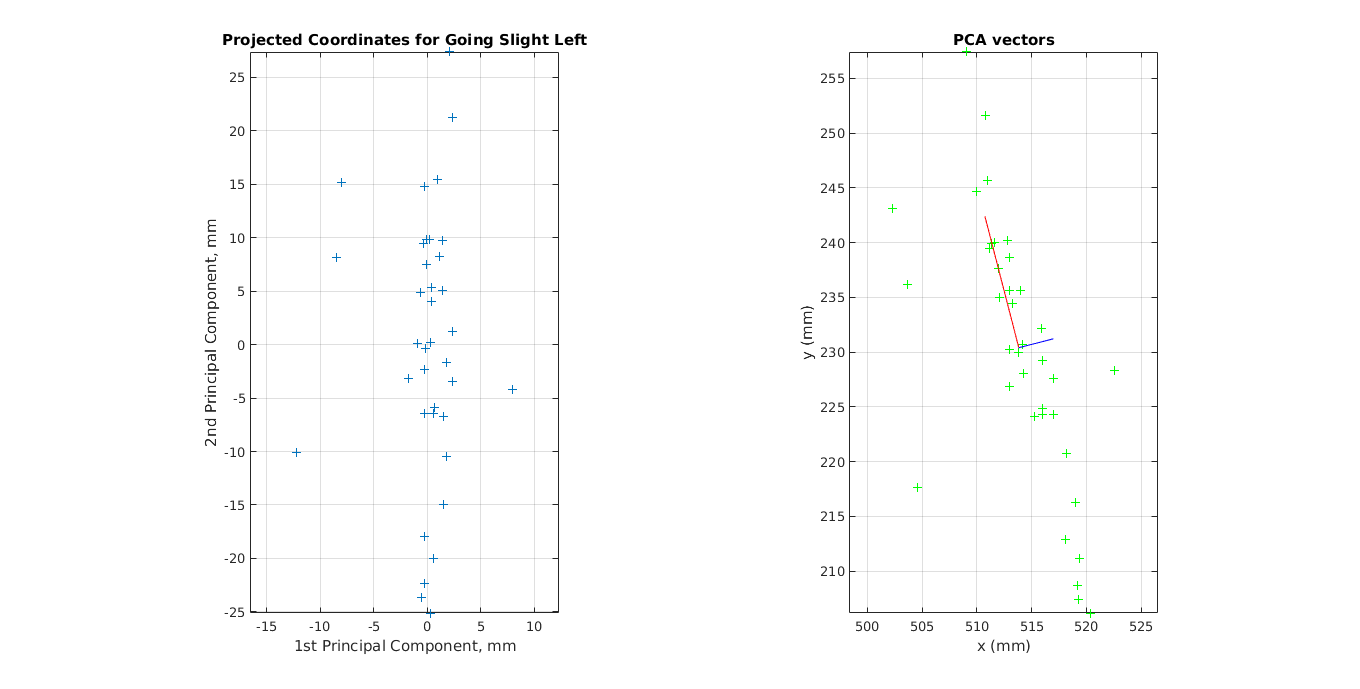 Projected Coordinates for Going Slight Left
25
20
15
10
5
0
-5
-10
-15
-20
-25
2nd Principal Component, mm
-15 -10 -5 0 5 10
1st Principal Component, mm
PCA vectors
255
250
245
240
235
230
225
220
215
210
y (mm)
500 505 510 515 520 525
x (mm)